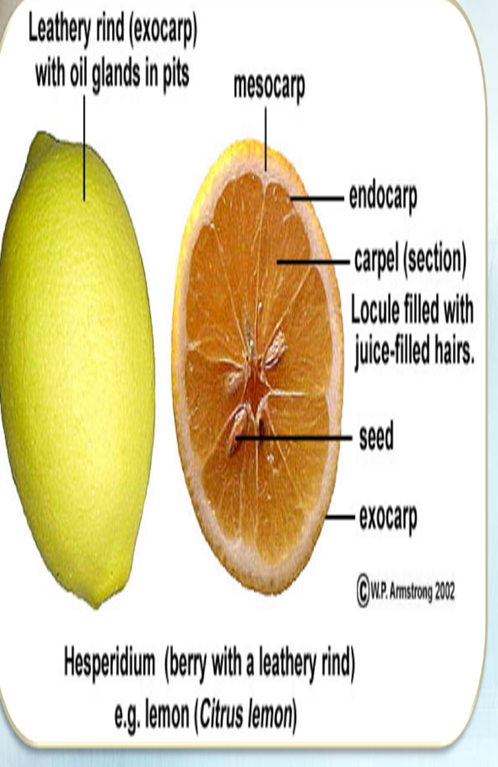 Leathery rind (exocarp)
with oil glands in pits
mesocarp
endocarp
carpel (section)
Locule filled with
juice-filled hairs.
seed
exocarp
©W.P. Armstrong 2002
Hesperidium (berry with a leathery rind)
e.g. lemon (Citrus lemon)